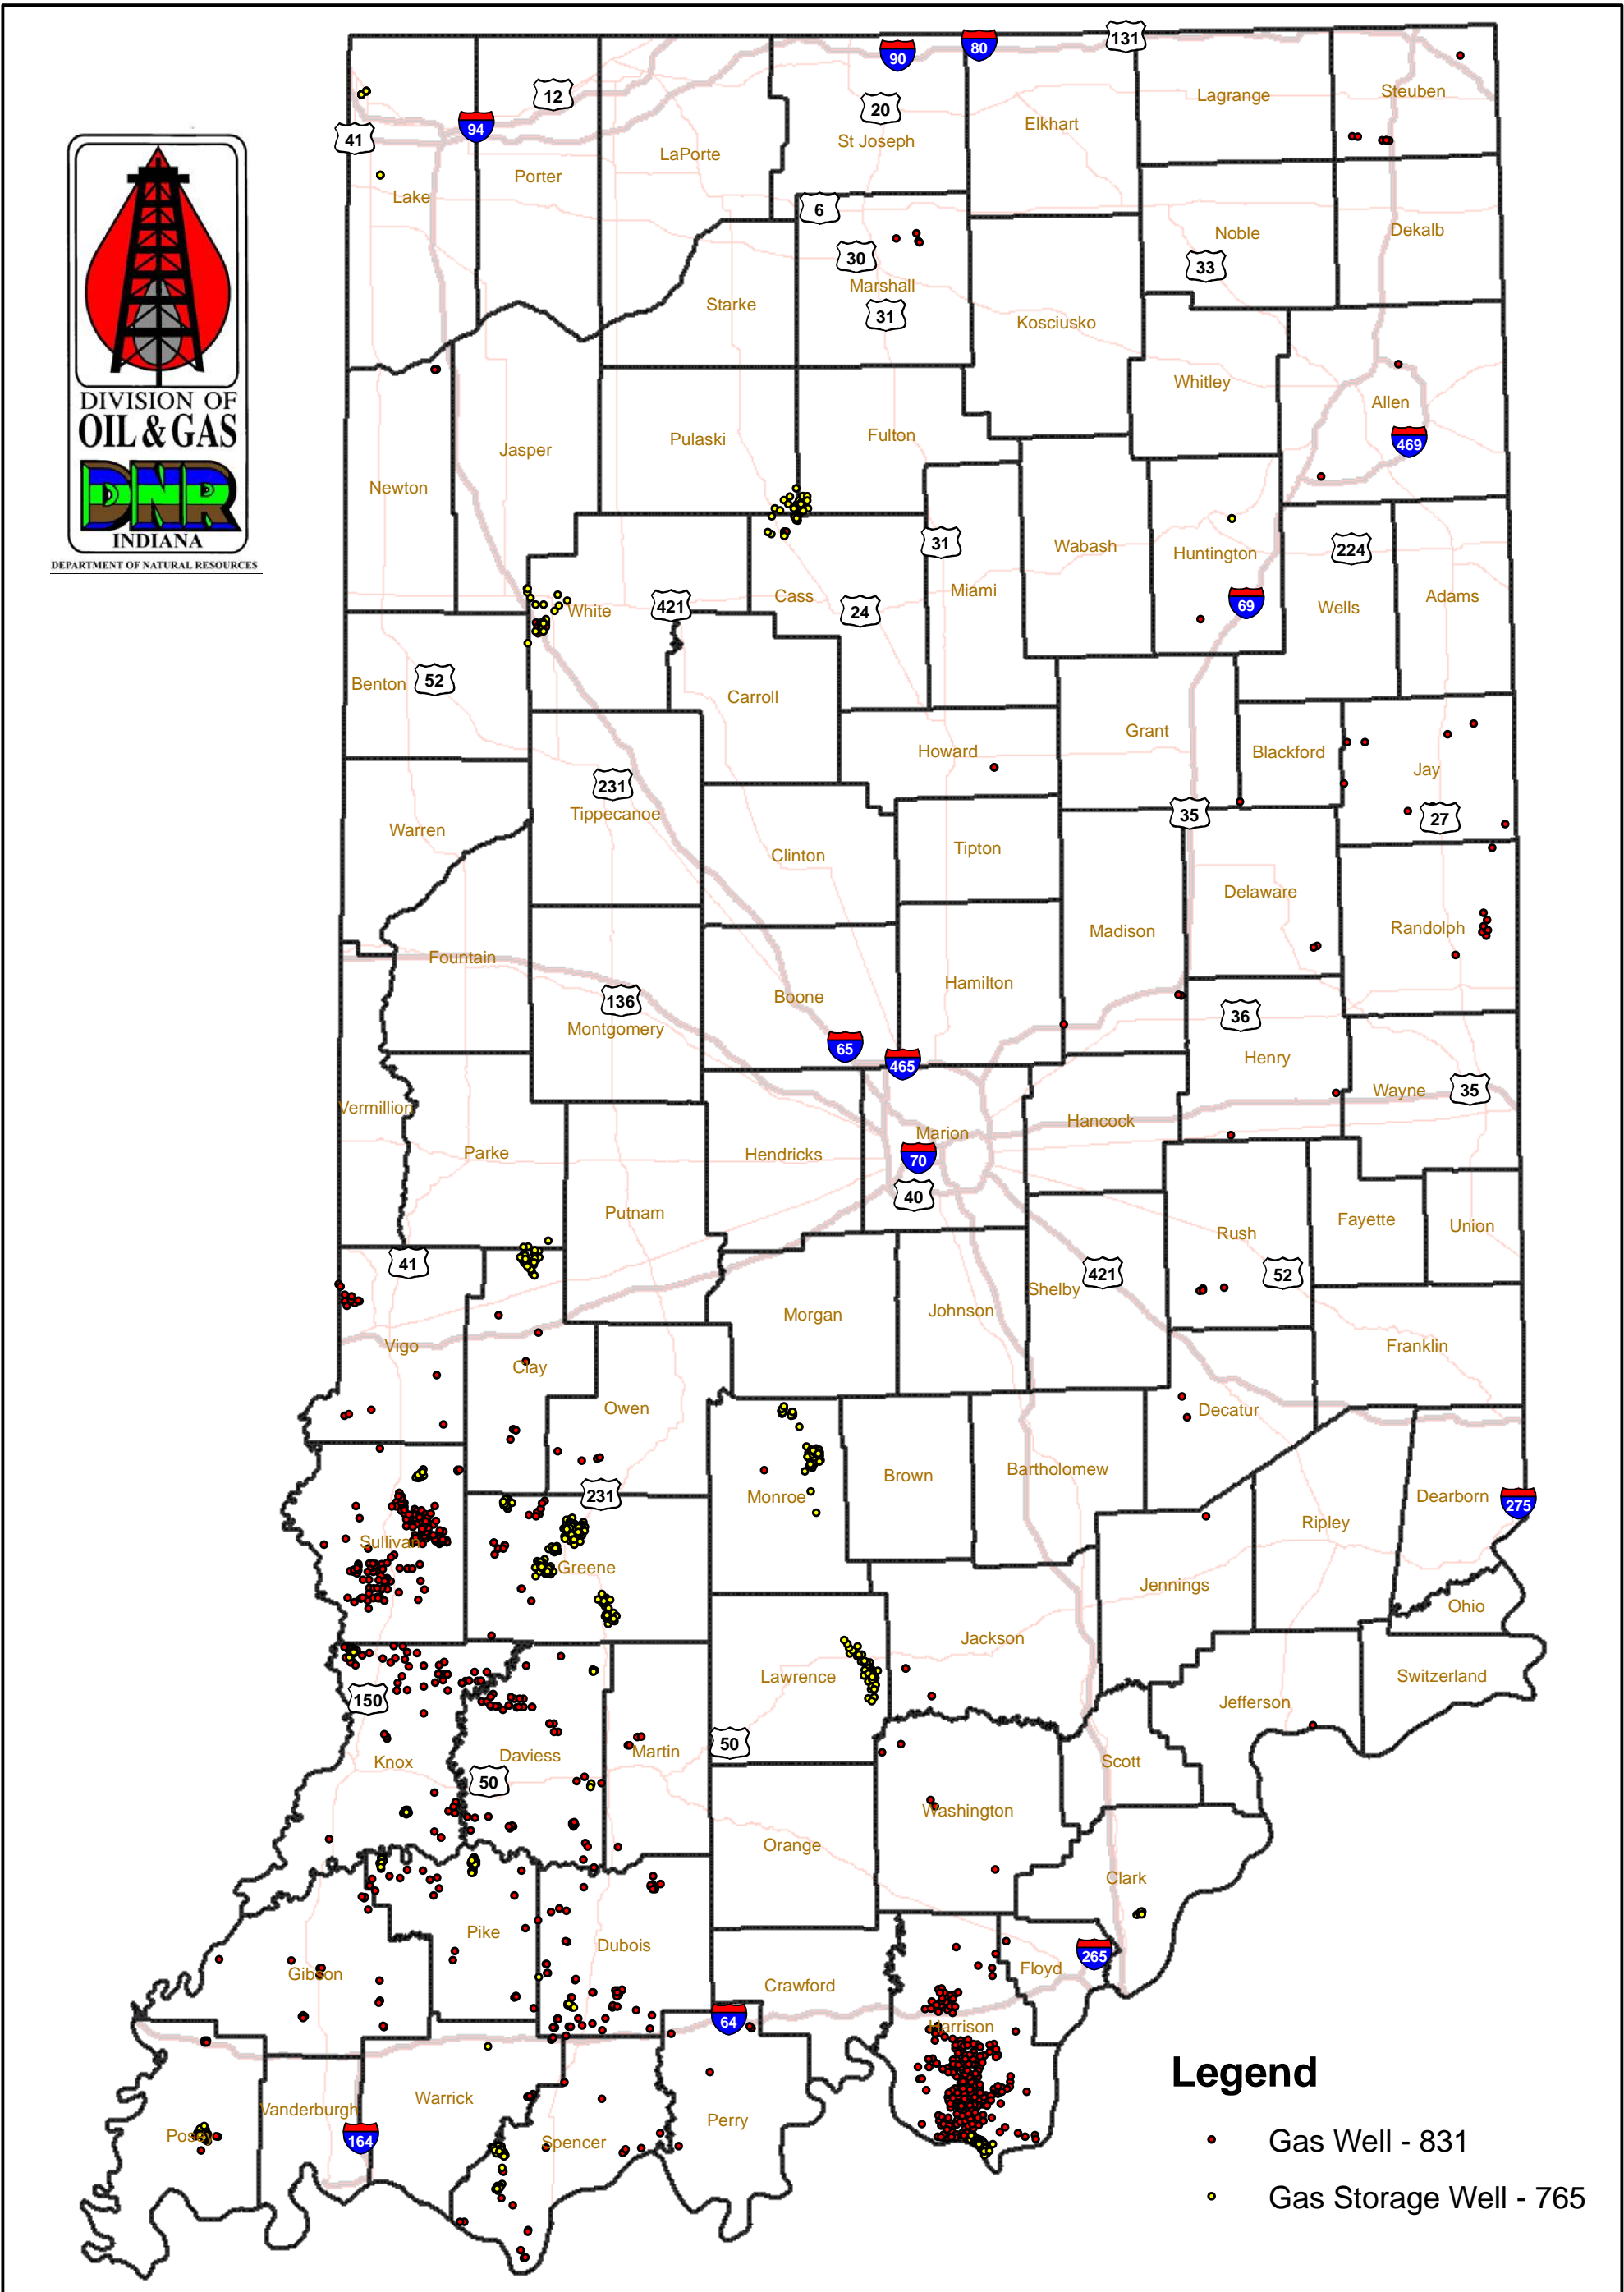 DIVISION OF
OIL & GAS
DNR
INDIANA
DEPARTMENT OF NATURAL RESOURCES
131
80
90
12
20
94
41
Lagrange
Steuben
Elkhart
St Joseph
LaPorte
Porter
Lake
6
Noble
Dekalb
30
33
Marshall
Starke
31
Kosciusko
Whitley
Allen
469
Pulaski
Fulton
Jasper
Newton
31
Wabash
Huntington
224
Cass
Miami
69
Wells
Adams
White
421
24
Benton
52
Carroll
Grant
Blackford
Howard
Jay
231
Tippecanoe
35
27
Warren
Clinton
Tipton
Delaware
Madison
Randolph
Fountain
Hamilton
136
Boone
Montgomery
36
65
465
Henry
Wayne
35
Vermillion
Hancock
Marion
Parke
Hendricks
70
40
Putnam
Rush
Fayette
Union
41
421
52
Shelby
Morgan
Johnson
Vigo
Clay
Franklin
Owen
Decatur
Brown
Bartholomew
Monroe
231
Dearborn
275
Ripley
Sullivan
Greene
Jennings
Ohio
Jackson
Lawrence
Switzerland
150
Jefferson
50
Martin
Daviess
Knox
Scott
50
Washington
Orange
Clark
Pike
Dubois
265
Floyd
Gibson
Crawford
64
Harrison
Warrick
Vanderburgh
Perry
Posey
164
Spencer
Legend
Gas Well - 831
Gas Storage Well - 765